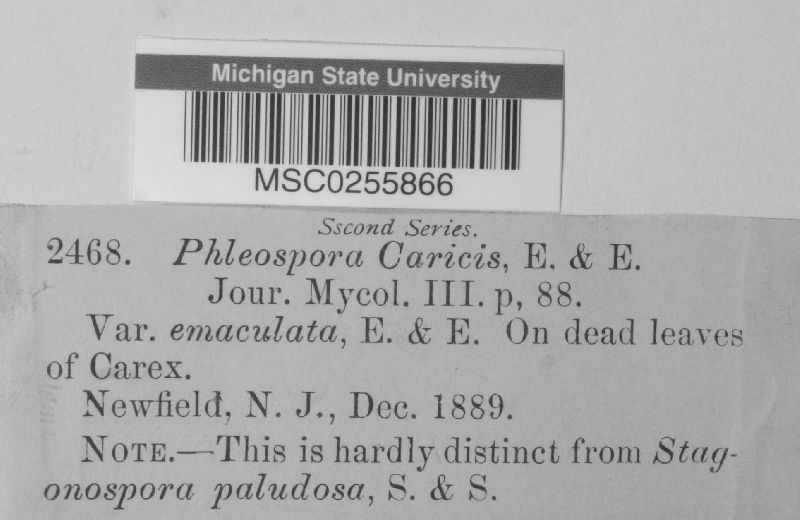 Michigan State University
MSC0255866
Sscond Series.
2468. Phleospora Caricis, E. & E.
Jour. Mycol. III. p, 88.
Var. emaculata, E. & E. On dead leaves
of Carex.
Newfield, N. J., Dec. 1889.
NOTE.—This is hardly distinct from Stag-
onospora paludosa, S. & S.